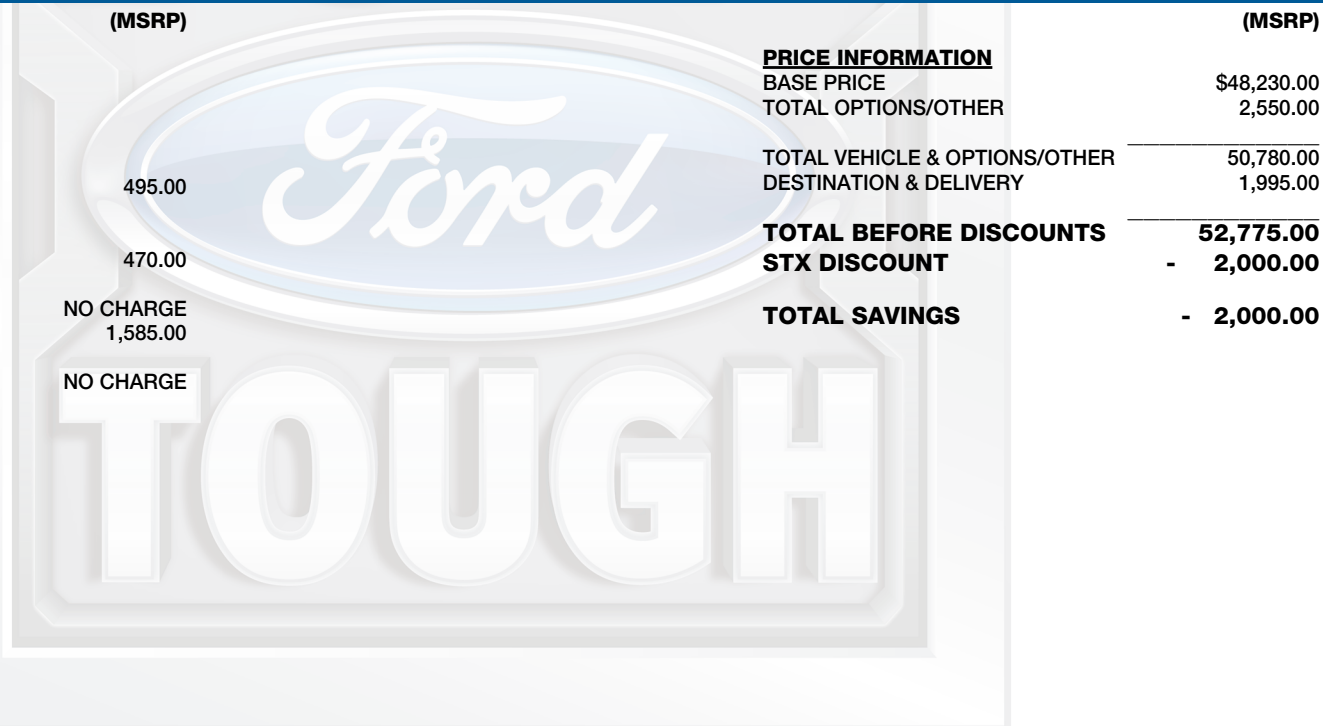 (MSRP)
495.00
470.00
NO CHARGE
1,585.00
NO CHARGE
Ford
TOUGH
(MSRP)
PRICE INFORMATION
BASE PRICE $48,230.00
TOTAL OPTIONS/OTHER 2,550.00
TOTAL VEHICLE & OPTIONS/OTHER 50,780.00
DESTINATION & DELIVERY 1,995.00
TOTAL BEFORE DISCOUNTS 52,775.00
STX DISCOUNT - 2,000.00
TOTAL SAVINGS - 2,000.00